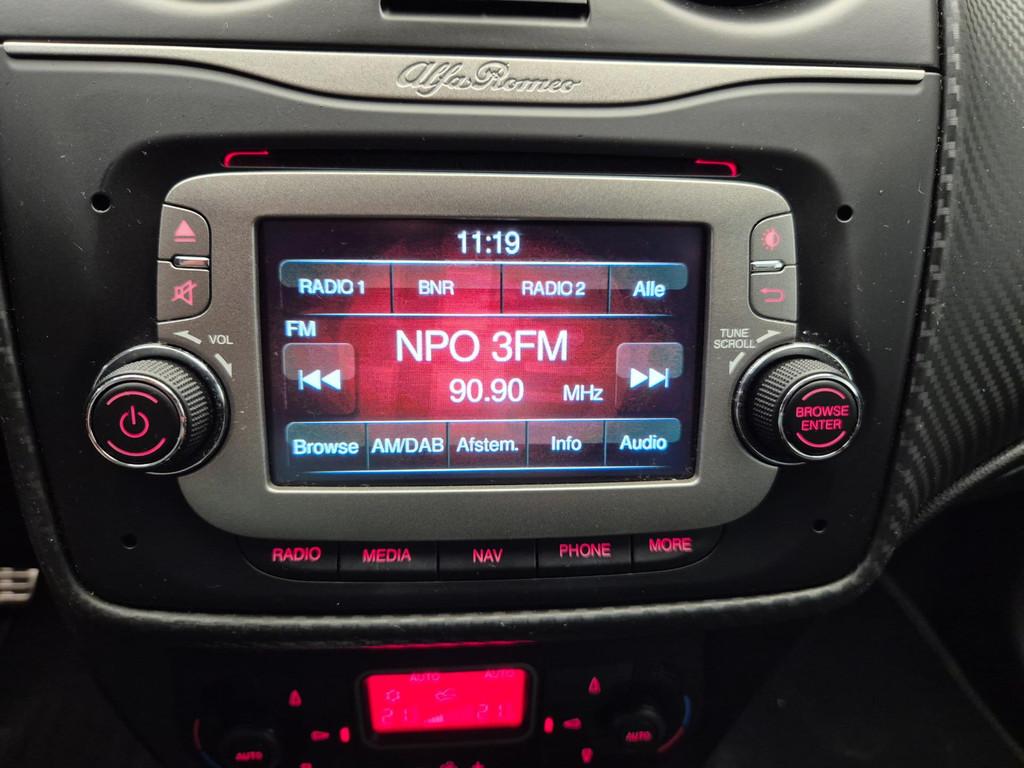 Alfa Romeo
11:19
RADIO 1 BNR RADIO 2 Alle
FM
VOL
TUNE
SCROLL
NPO 3FM
90.90 MHz
BROWSE
ENTER
Browse AM/DAB Afstem. Info Audio
RADIO MEDIA NAV PHONE MORE
AUTO AUTO
21 21
AUTO AUTO